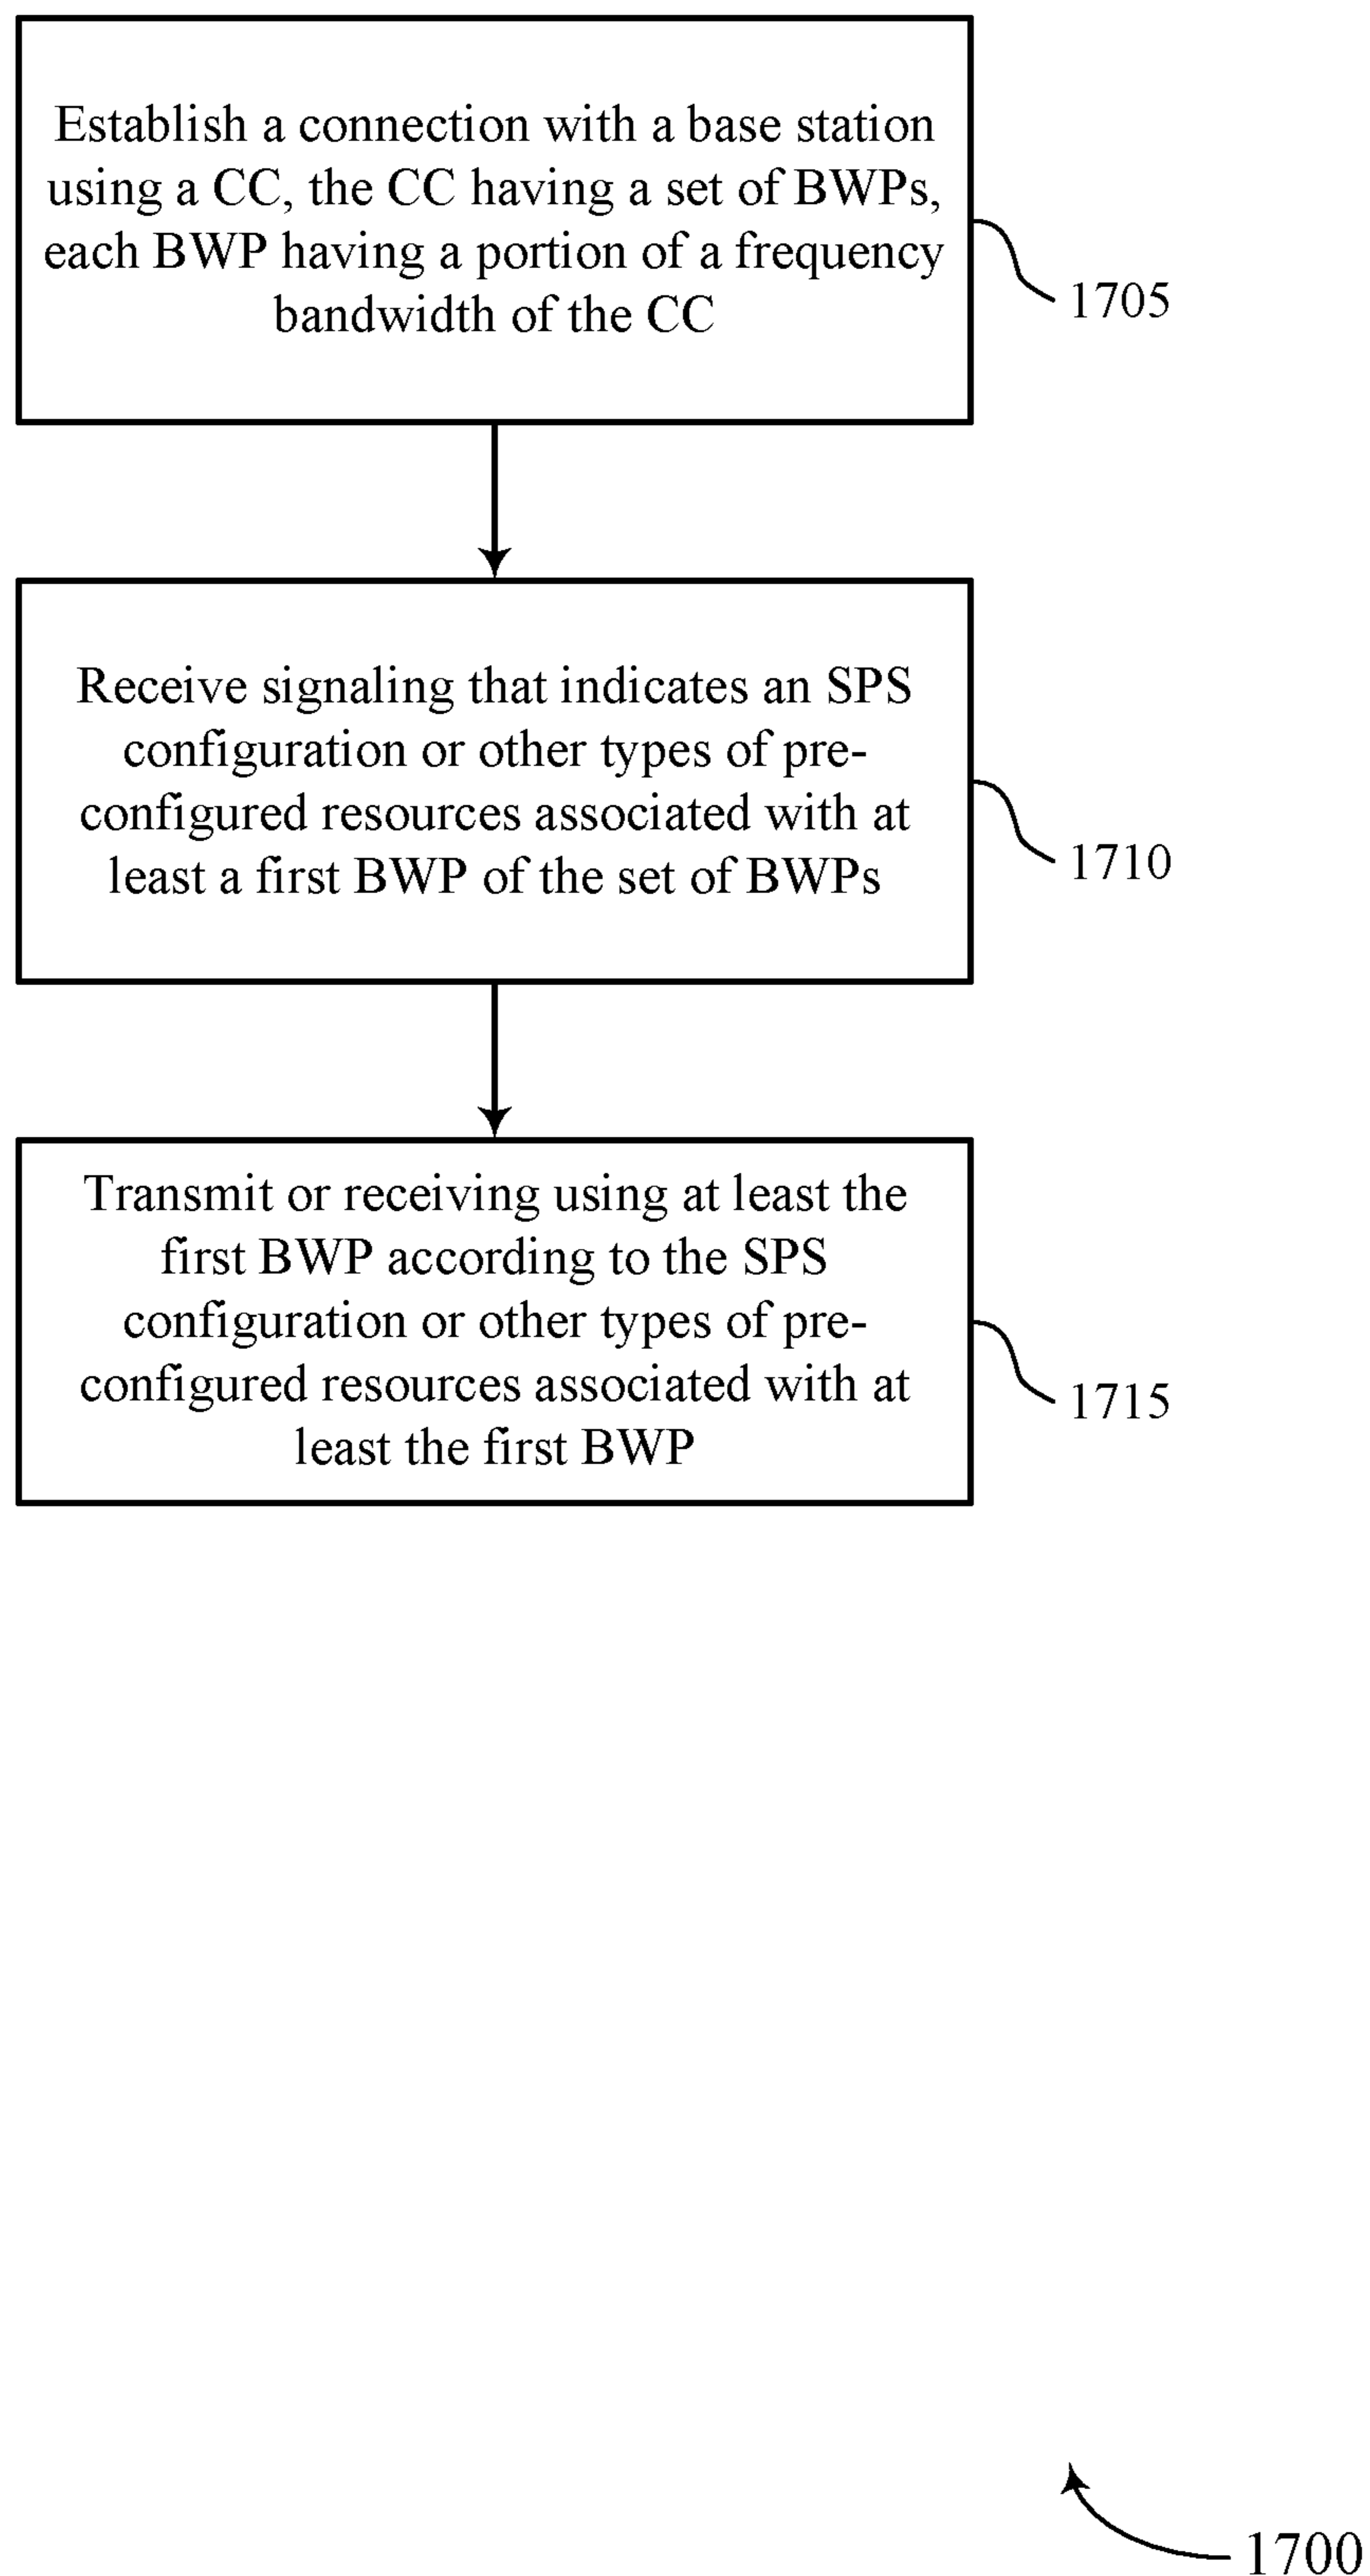 Establish a connection with a base station
using a CC, the CC having a set of BWPs,
each BWP having a portion of a frequency
bandwidth of the CC
1705
Receive signaling that indicates an SPS
configuration or other types of pre-
configured resources associated with at
least a first BWP of the set of BWPs
1710
Transmit or receiving using at least the
first BWP according to the SPS
configuration or other types of pre-
configured resources associated with at
least the first BWP
1715
1700